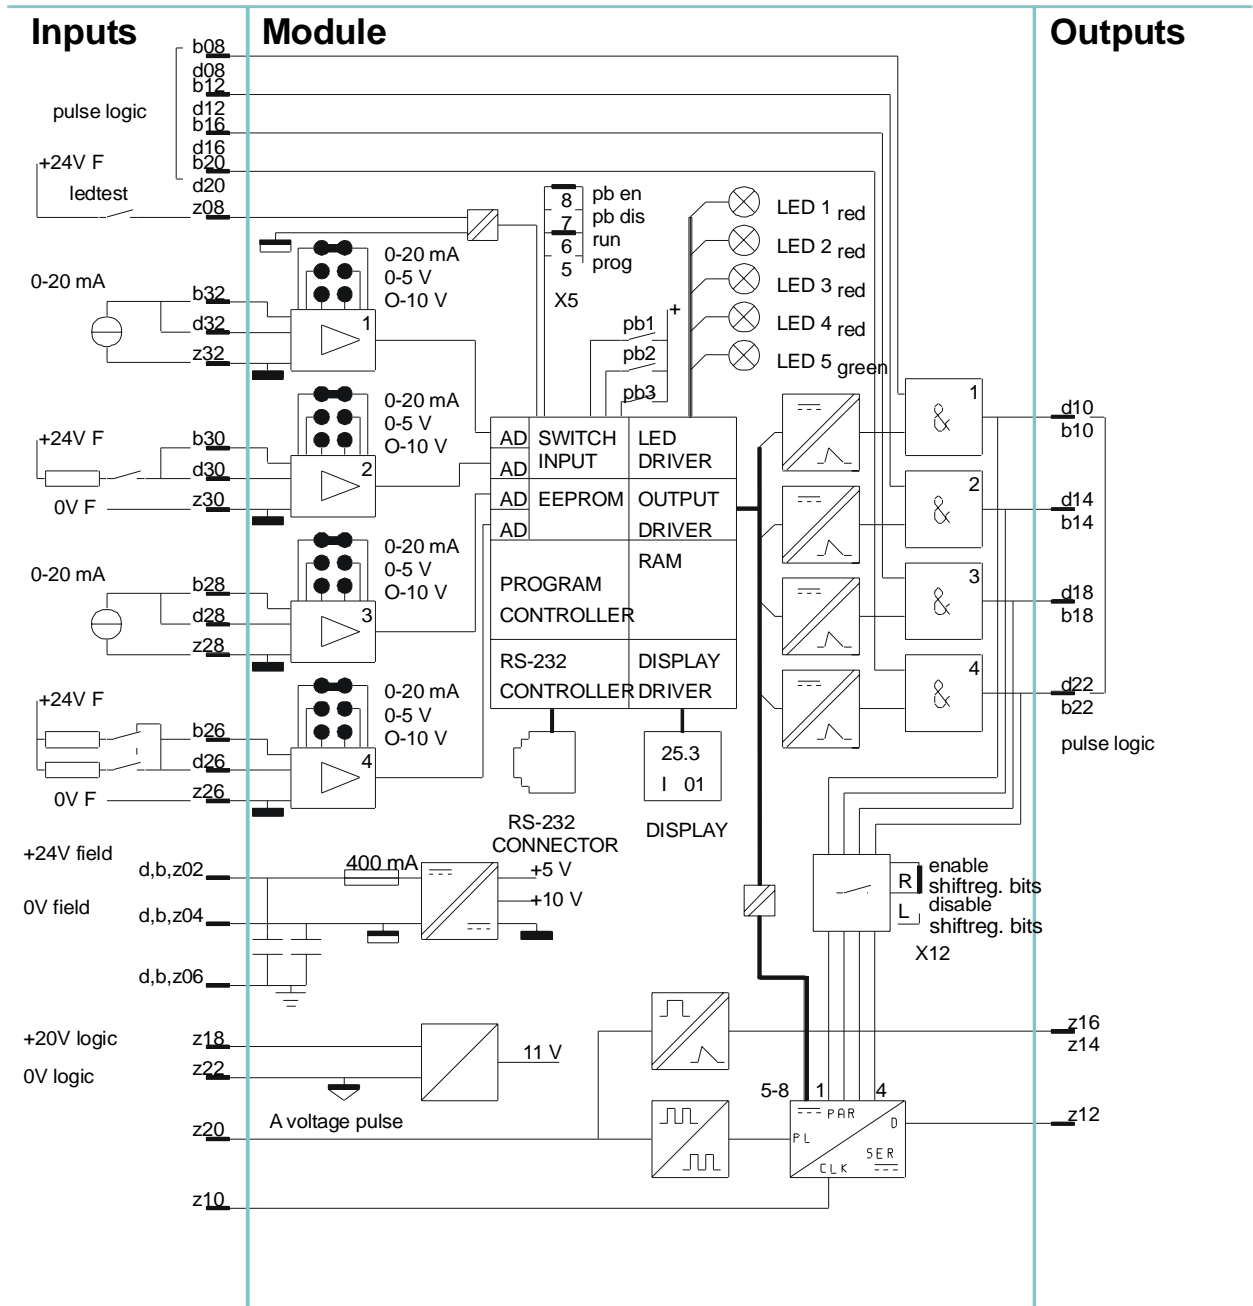 Inputs
Module
Outputs
b08
d08
b12
d12
b16
d16
b20
d20
z08
pulse logic
+24V F
ledtest
8
7
6
5
pb en
pb dis
run
prog
X5
LED 1 red
LED 2 red
LED 3 red
LED 4 red
LED 5 green
0-20 mA
b32
d32
z32
0-20 mA
0-5 V
O-10 V
1
pb1
pb2
pb3
+
+24V F
0V F
b30
d30
z30
0-20 mA
0-5 V
O-10 V
2
0-20 mA
b28
d28
z28
0-20 mA
0-5 V
O-10 V
3
+24V F
0V F
b26
d26
z26
0-20 mA
0-5 V
O-10 V
4
AD
AD
AD
AD
SWITCH
INPUT
LED
DRIVER
EEPROM
OUTPUT
DRIVER
RAM
PROGRAM
CONTROLLER
RS-232
CONTROLLER
DISPLAY
DRIVER
25.3
I 01
RS-232
CONNECTOR
DISPLAY
1
&
2
&
3
&
4
&
d10
b10
d14
b14
d18
b18
d22
b22
pulse logic
+24V field
d,b,z02
400 mA
+5 V
+10 V
0V field
d,b,z04
d,b,z06
R
L
enable
shiftreg. bits
disable
shiftreg. bits
X12
+20V logic
z18
0V logic
z22
11 V
A voltage pulse
z20
z10
z16
z14
5-8
1
4
PAR
D
PL
SER
CLK
z12